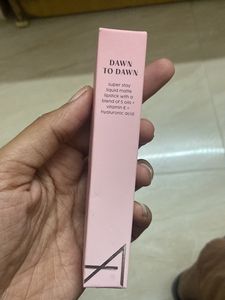 DAWN
TO DAWN
super stay
liquid matte
lipstick with a
blend of 5 oils +
vitamin E +
hyaluronic acid